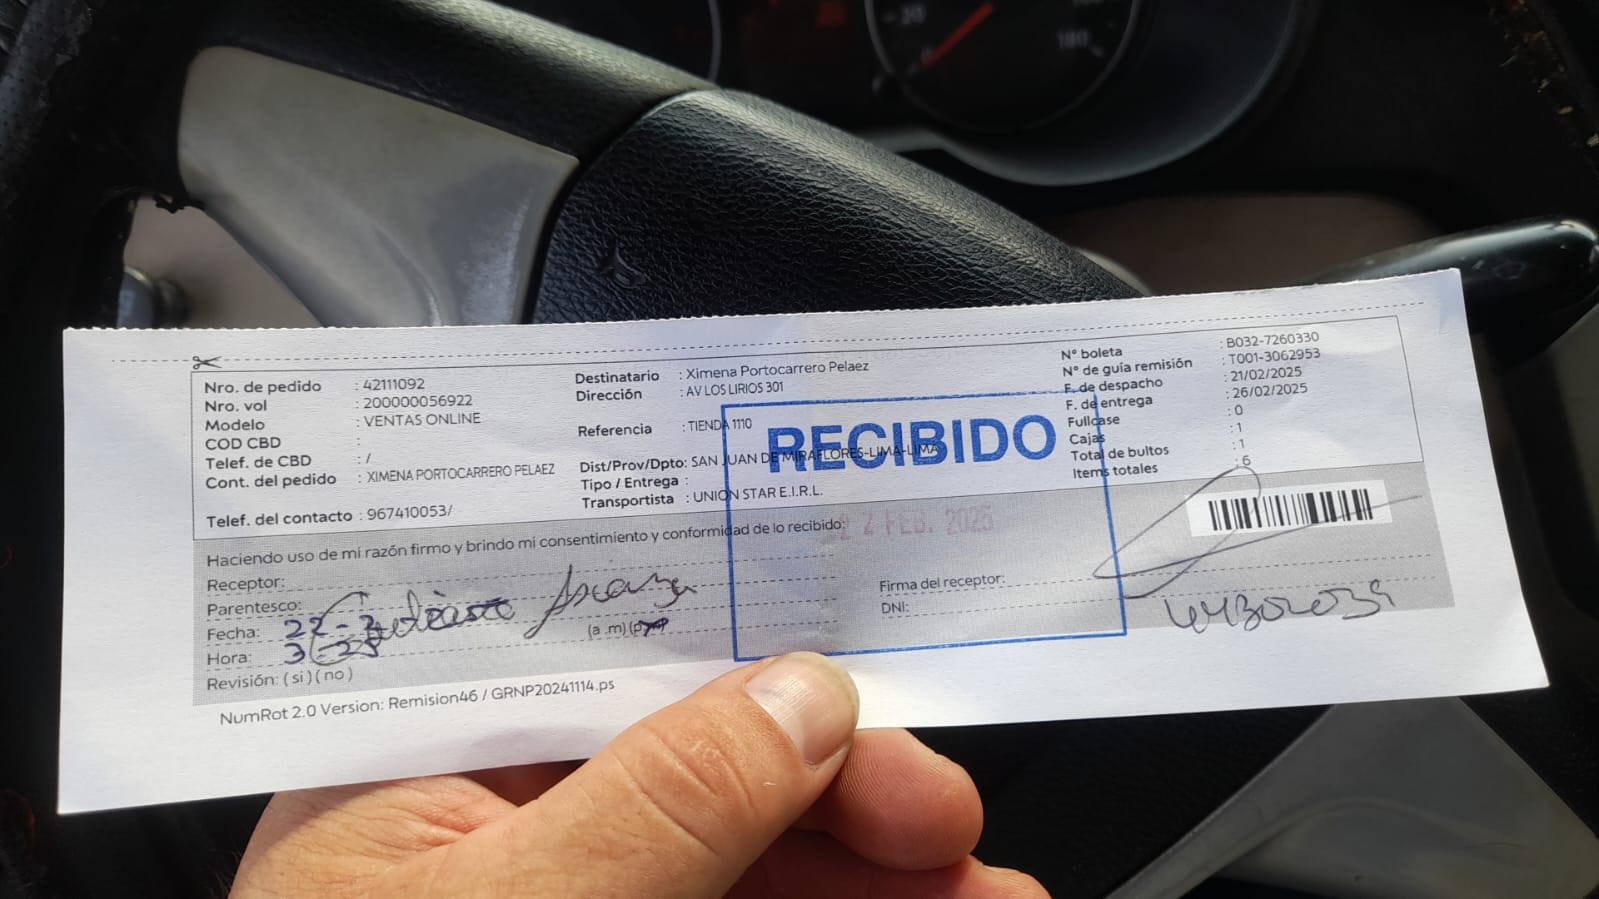 20
180
Nro. de pedido : 42111092
Nro. vol : 200000056922
Modelo : VENTAS ONLINE
COD CBD :
Telef. de CBD : /
Cont. del pedido : XIMENA PORTOCARRERO PELAEZ
Telef. del contacto : 967410053/
Destinatario : Ximena Portocarrero Pelaez
Dirección : AV LOS LIRIOS 301
Referencia : TIENDA 1110
Dist/Prov/Dpto: SAN JUAN DE MIRAFLORES-LIMA-LIMA
Tipo / Entrega :
Transportista : UNION STAR E.I.R.L.
N° boleta : B032-7260330
N° de guía remisión : T001-3062953
F. de despacho : 21/02/2025
F. de entrega : 26/02/2025
Fullcase : 0
Cajas : 1
Total de bultos : 1
Items totales : 6
RECIBIDO
22 FEB. 2025
Haciendo uso de mi razón firmo y brindo mi consentimiento y conformidad de lo recibido:
Receptor:
Parentesco:
Fecha: 22-2
Hora: 3-25 (a .m)(p
Revisión: ( si ) ( no )
Firma del receptor:
DNI:
NumRot 2.0 Version: Remision46 / GRNP20241114.ps